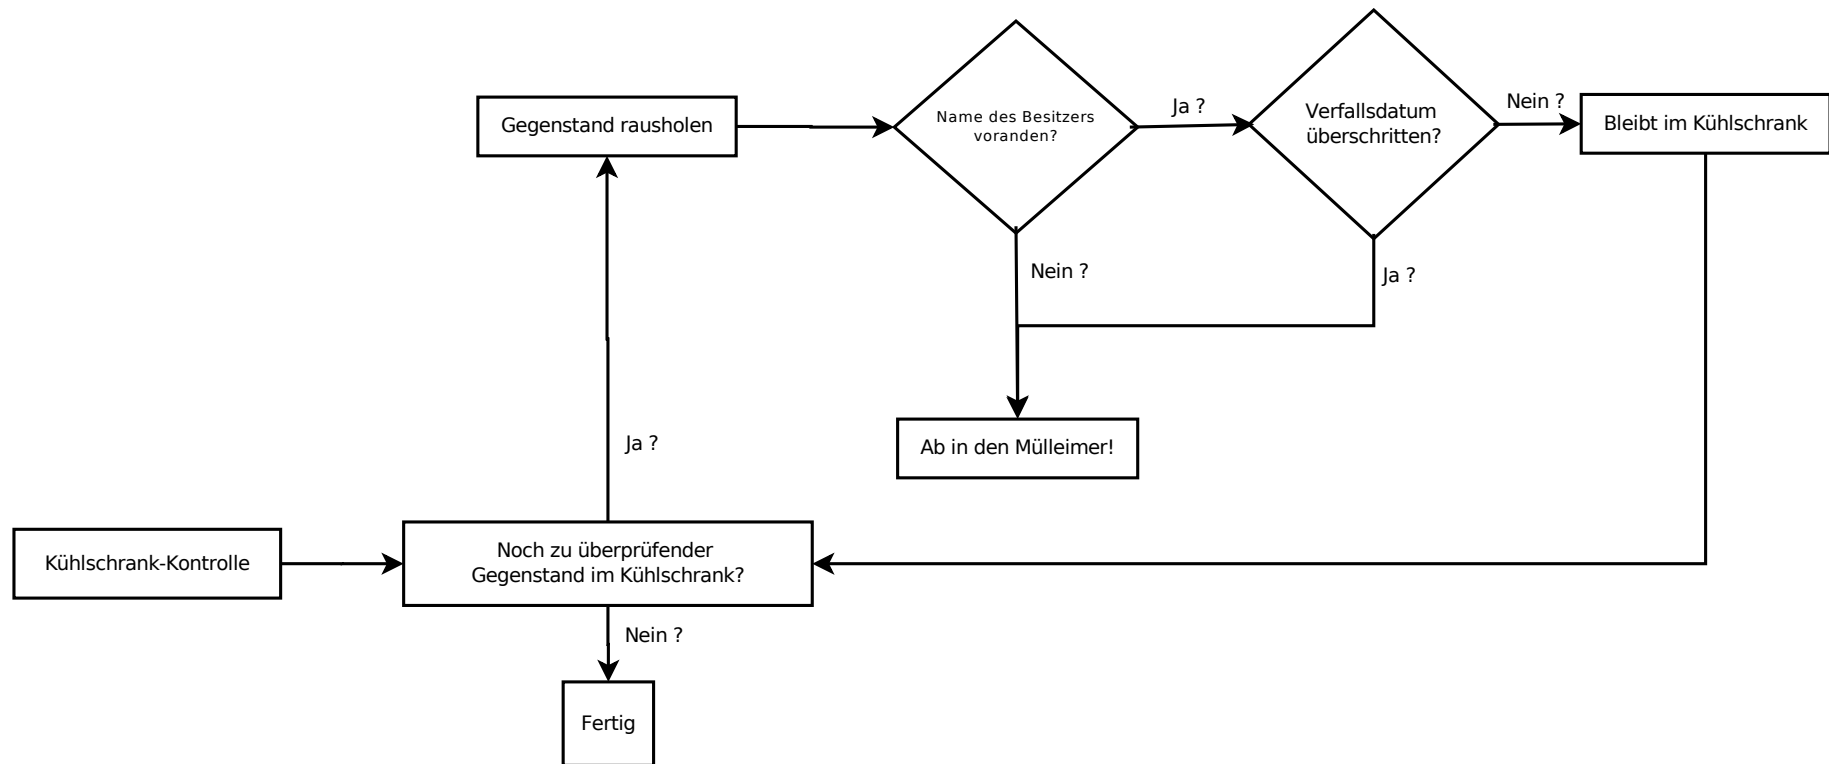 Gegenstand rausholen
Name des Besitzers
voranden?
Ja ?
Verfallsdatum
überschritten?
Nein ?
Bleibt im Kühlschrank
Nein ?
Ja ?
Ab in den Mülleimer!
Ja ?
Kühlschrank-Kontrolle
Noch zu überprüfender
Gegenstand im Kühlschrank?
Nein ?
Fertig